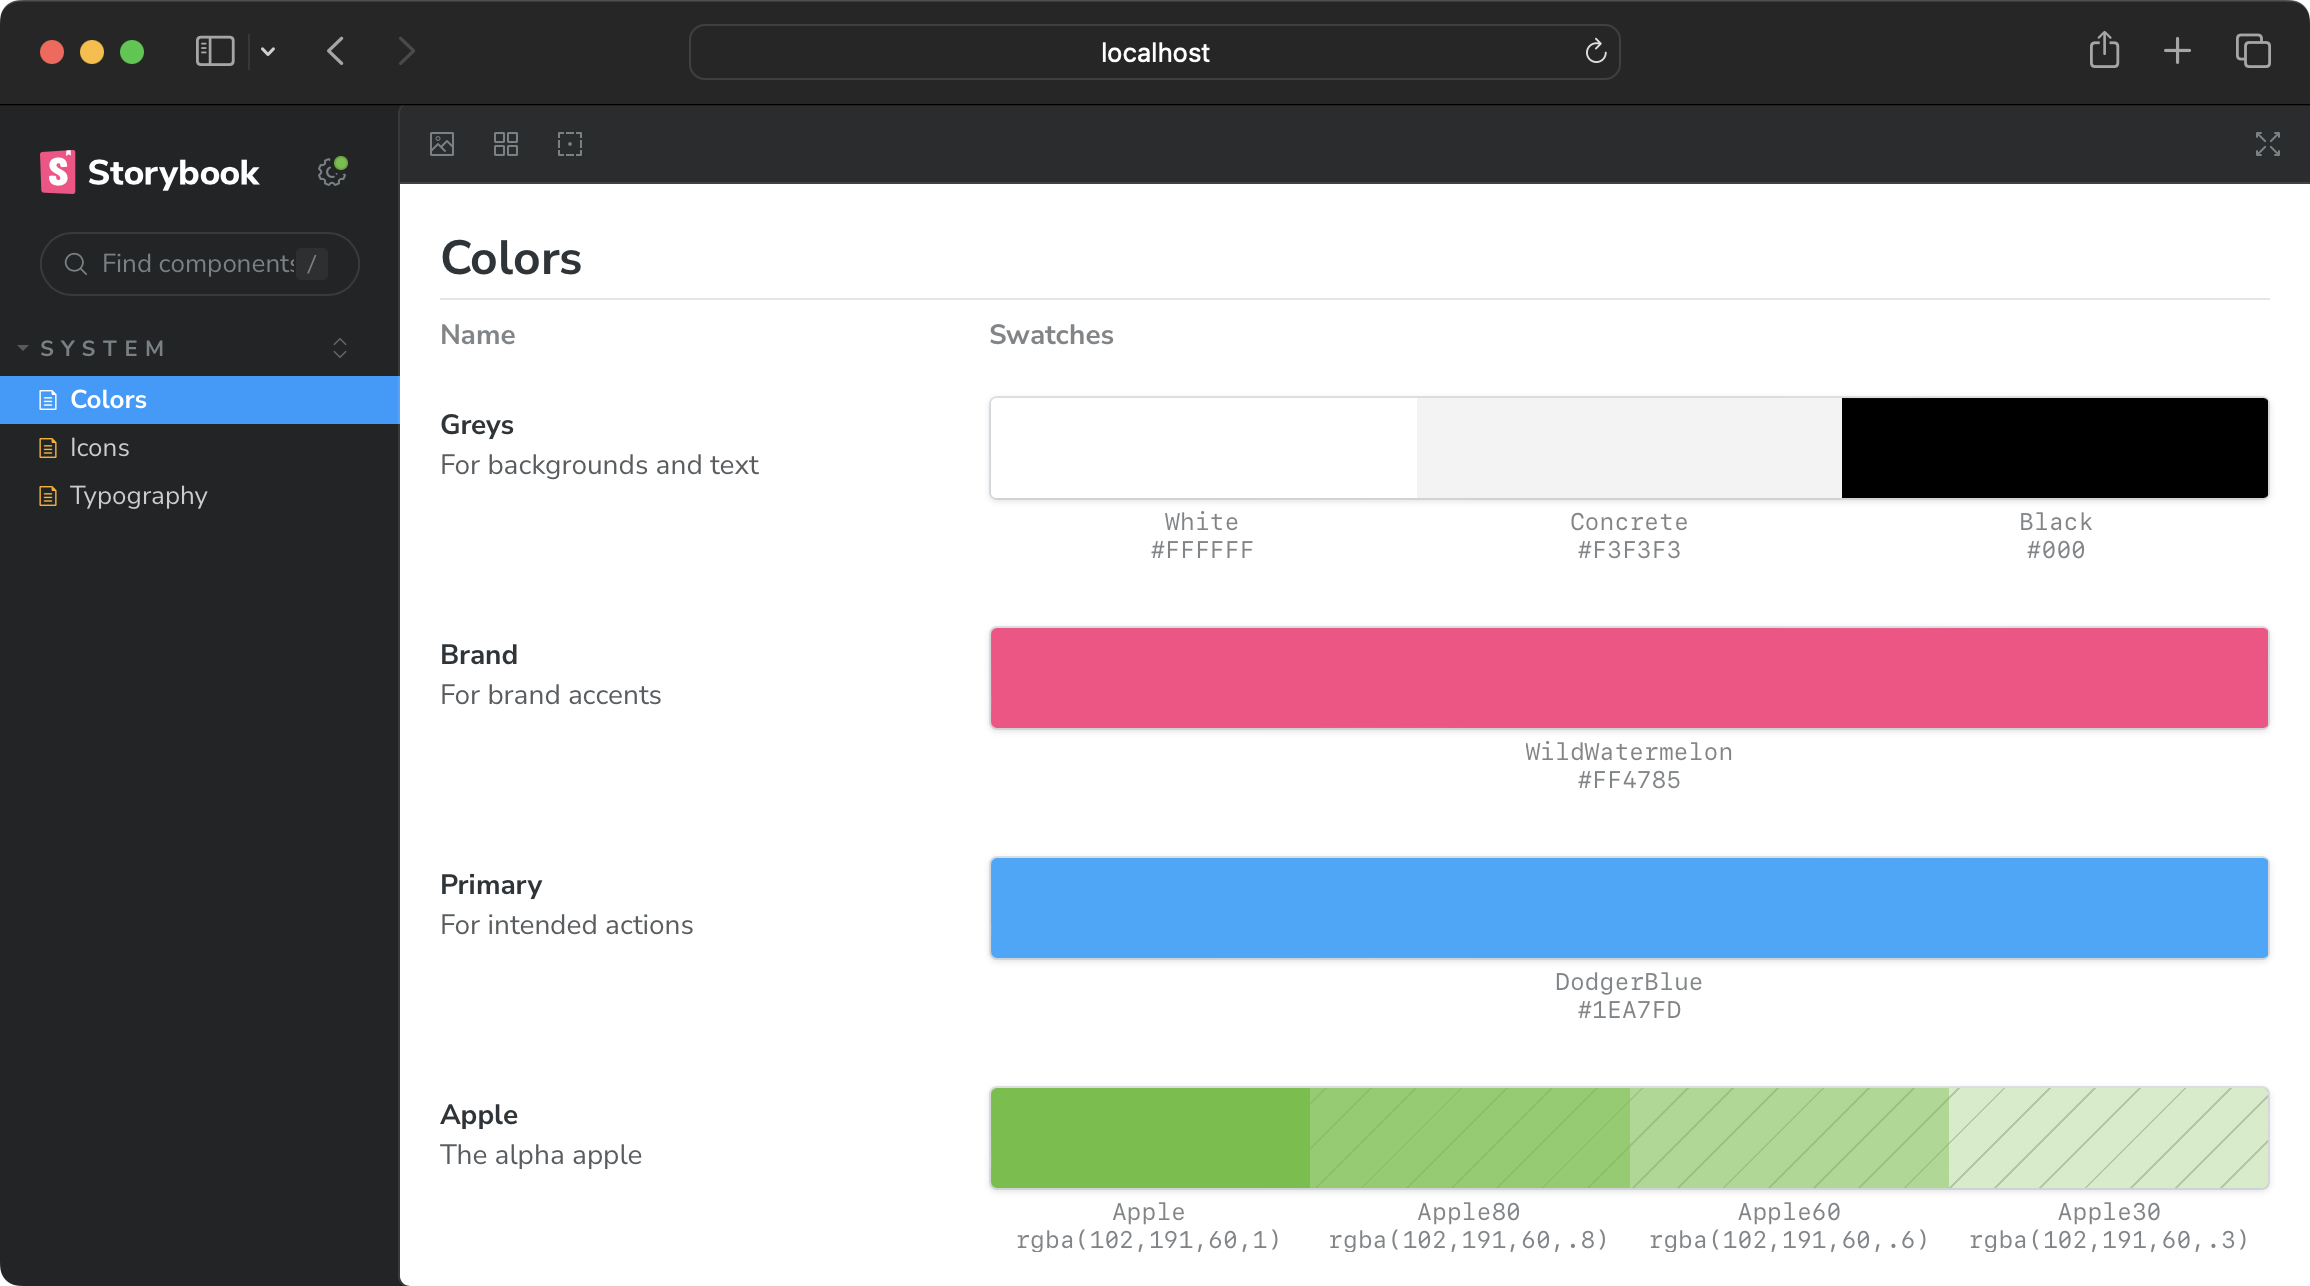 localhost
Storybook
Find components /
SYSTEM
Colors
Icons
Typography
Colors
Name Swatches
Greys
For backgrounds and text
White Concrete Black
#FFFFFF #F3F3F3 #000
Brand
For brand accents
WildWatermelon
#FF4785
Primary
For intended actions
DodgerBlue
#1EA7FD
Apple
The alpha apple
Apple Apple80 Apple60 Apple30
rgba(102,191,60,1) rgba(102,191,60,.8) rgba(102,191,60,.6) rgba(102,191,60,.3)